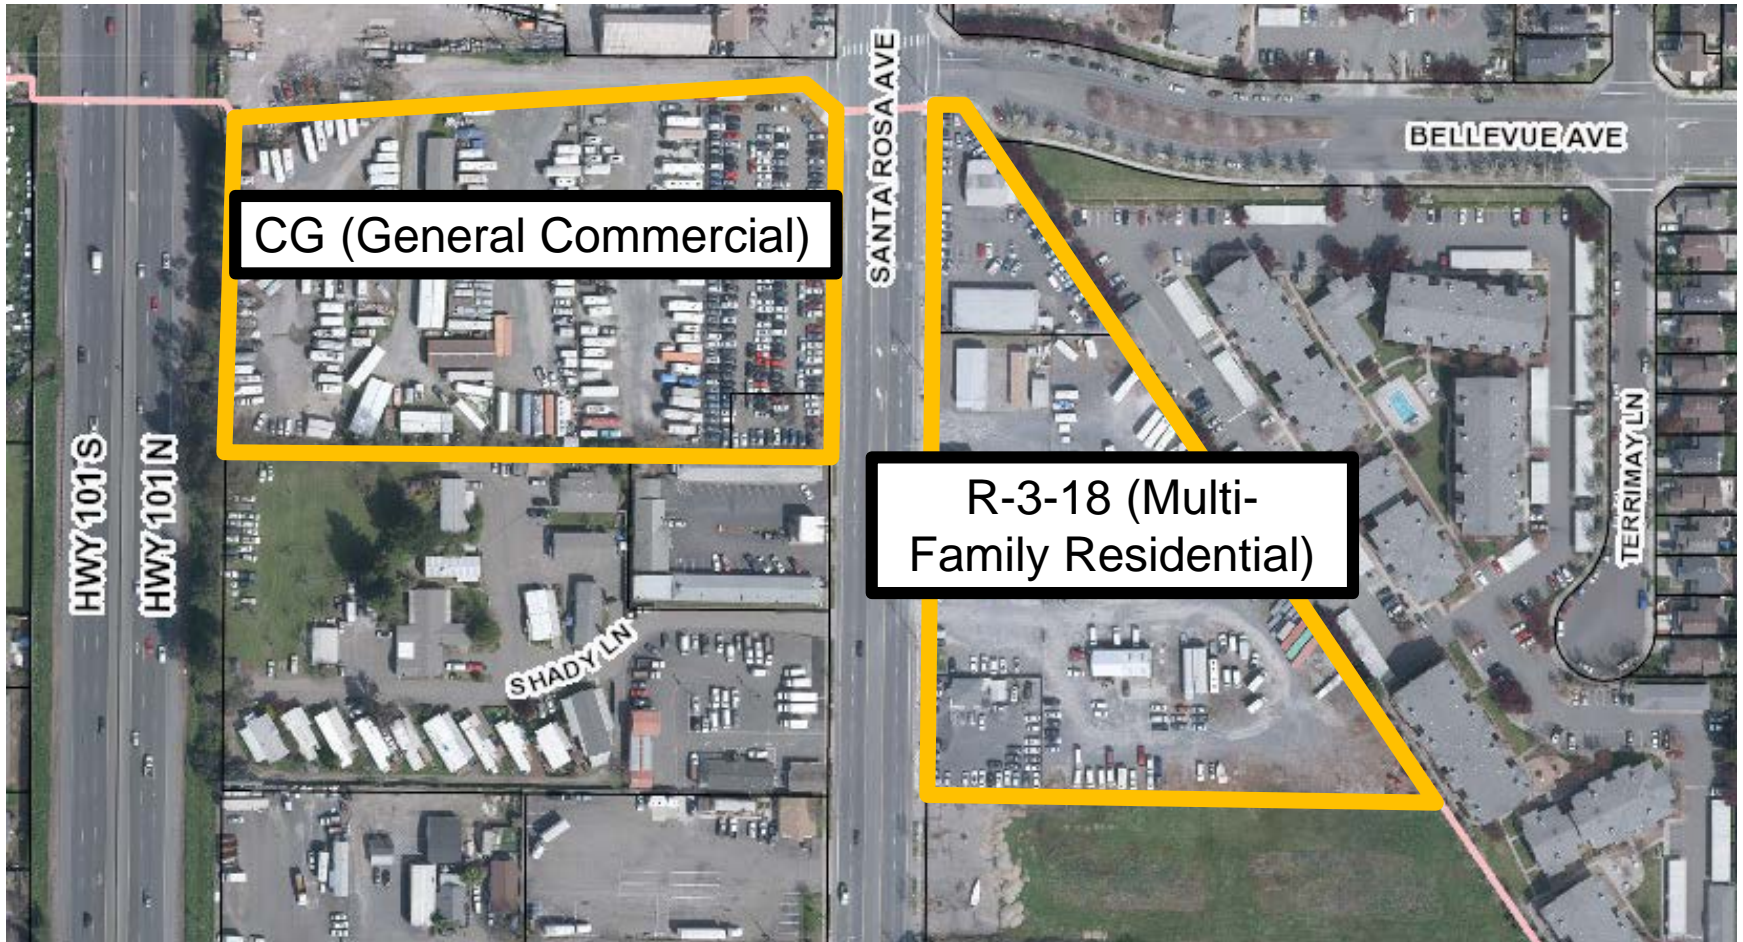 SANTA ROSA AVE
BELLEVUE AVE
CG (General Commercial)
HWY 101 S
HWY 101 N
R-3-18 (Multi-
Family Residential)
TERRIMAY LN
SHADY LN